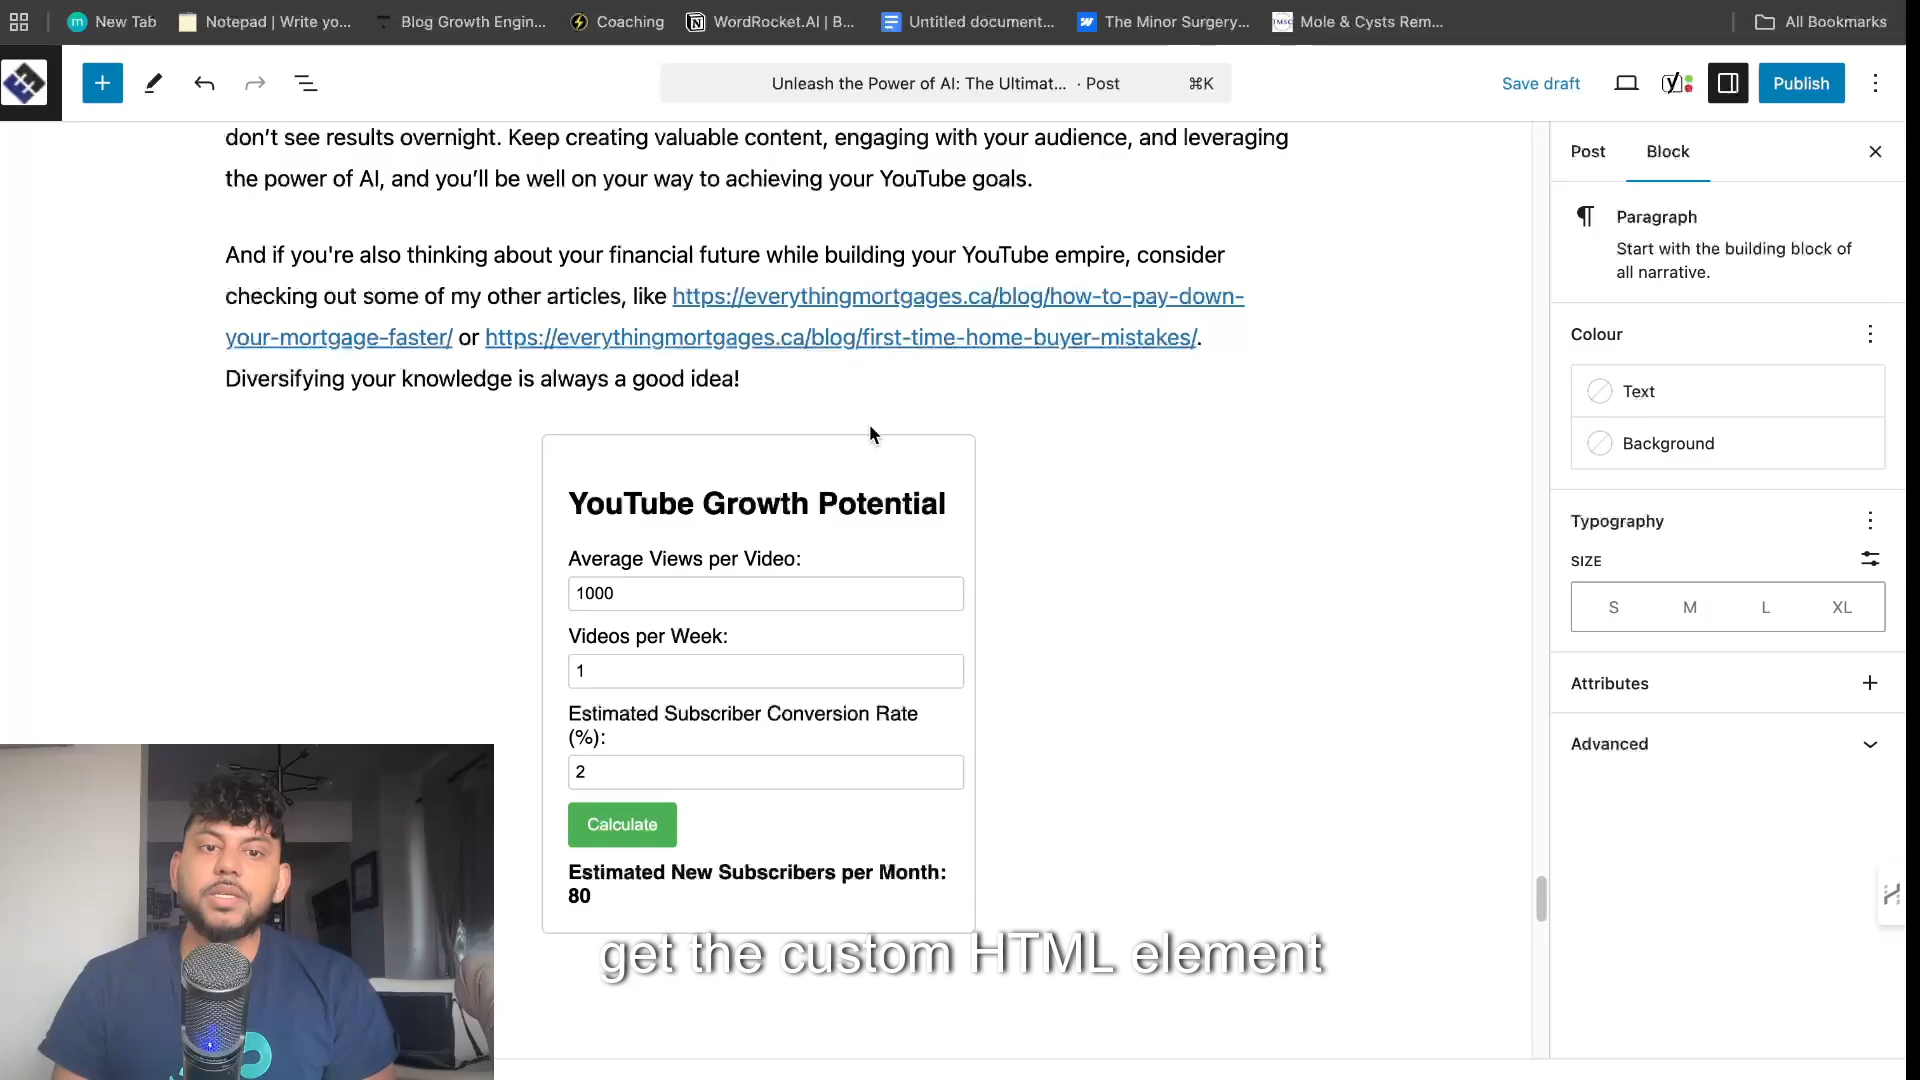 New Tab
Notepad | Write yo...
Blog Growth Engin...
Coaching
WordRocket.AI | B...
Untitled document...
The Minor Surgery...
Mole & Cysts Rem...
All Bookmarks
Unleash the Power of AI: The Ultimat... · Post ⌘K
Save draft
Publish
don’t see results overnight. Keep creating valuable content, engaging with your audience, and leveraging
the power of AI, and you’ll be well on your way to achieving your YouTube goals.
And if you're also thinking about your financial future while building your YouTube empire, consider
checking out some of my other articles, like https://everythingmortgages.ca/blog/how-to-pay-down-
your-mortgage-faster/ or https://everythingmortgages.ca/blog/first-time-home-buyer-mistakes/.
Diversifying your knowledge is always a good idea!
YouTube Growth Potential
Average Views per Video:
1000
Videos per Week:
1
Estimated Subscriber Conversion Rate
(%):
2
Calculate
Estimated New Subscribers per Month:
80
get the custom HTML element
Post
Block
Paragraph
Start with the building block of
all narrative.
Colour
Text
Background
Typography
SIZE
S M L XL
Attributes
Advanced